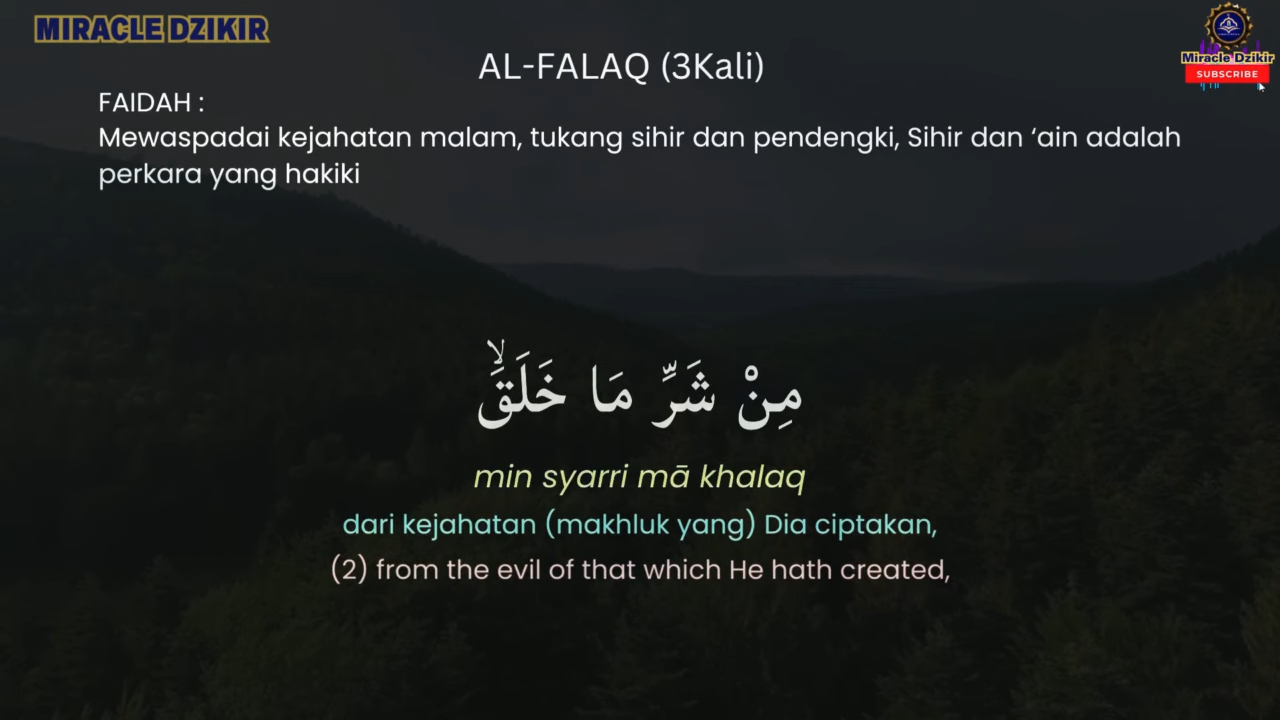 MIRACLE DZIKIR
Miracle Dzikir
SUBSCRIBE
AL-FALAQ (3Kali)
FAIDAH :
Mewaspadai kejahatan malam, tukang sihir dan pendengki, Sihir dan ‘ain adalah
perkara yang hakiki
مِنْ شَرِّ مَا خَلَقَۙ
min syarri mā khalaq
dari kejahatan (makhluk yang) Dia ciptakan,
(2) from the evil of that which He hath created,